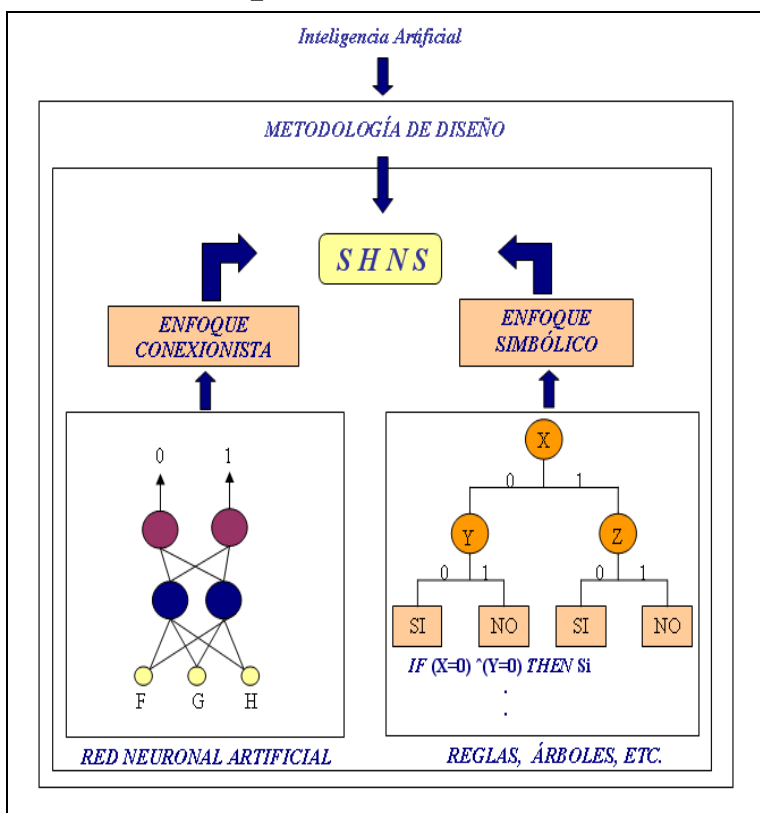 Inteligencia Artificial
METODOLOGÍA DE DISEÑO
S H N S
ENFOQUE
CONEXIONISTA
ENFOQUE
SIMBÓLICO
0 1
F G H
RED NEURONAL ARTIFICIAL
X
0 1
Y Z
0 1 0 1
SI NO SI NO
IF (X=0) ^(Y=0) THEN Si
.
.
REGLAS, ÁRBOLES, ETC.